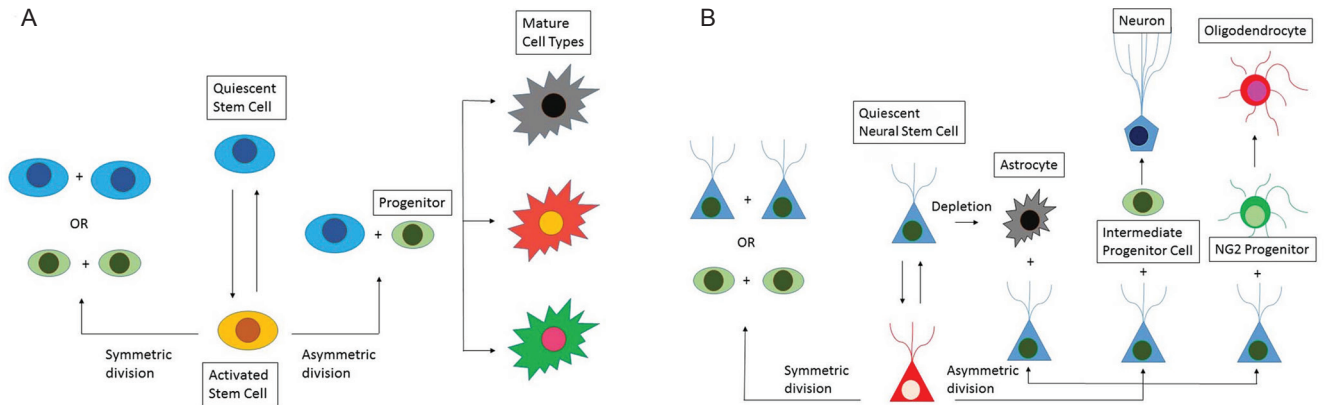 A
Mature
Cell Types
Quiescent
Stem Cell
+
OR
+
Progenitor
+
Symmetric
division
Asymmetric
division
Activated
Stem Cell
B
Neuron
Oligodendrocyte
Quiescent
Neural Stem Cell
Astrocyte
Depletion
+
OR
+
Intermediate
Progenitor Cell
NG2 Progenitor
+
+
+
Symmetric
division
Asymmetric
division